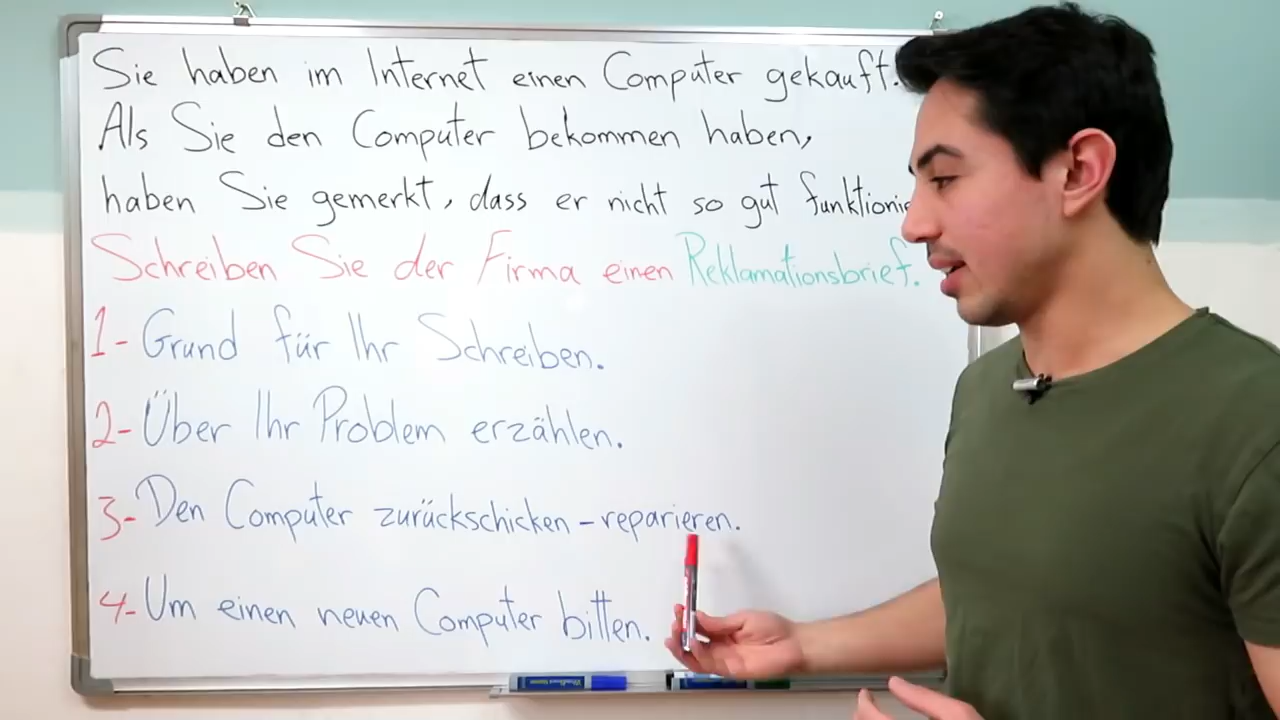 Sie haben im Internet einen Computer gekauft.
Als Sie den Computer bekommen haben,
haben Sie gemerkt, dass er nicht so gut
Schreiben Sie der Firma einen Reklamationsbrief.
1- Grund für Ihr Schreiben.
2- Über Ihr Problem erzählen.
3- Den Computer zurückschicken - reparieren.
4- Um einen neuen Computer bitten.